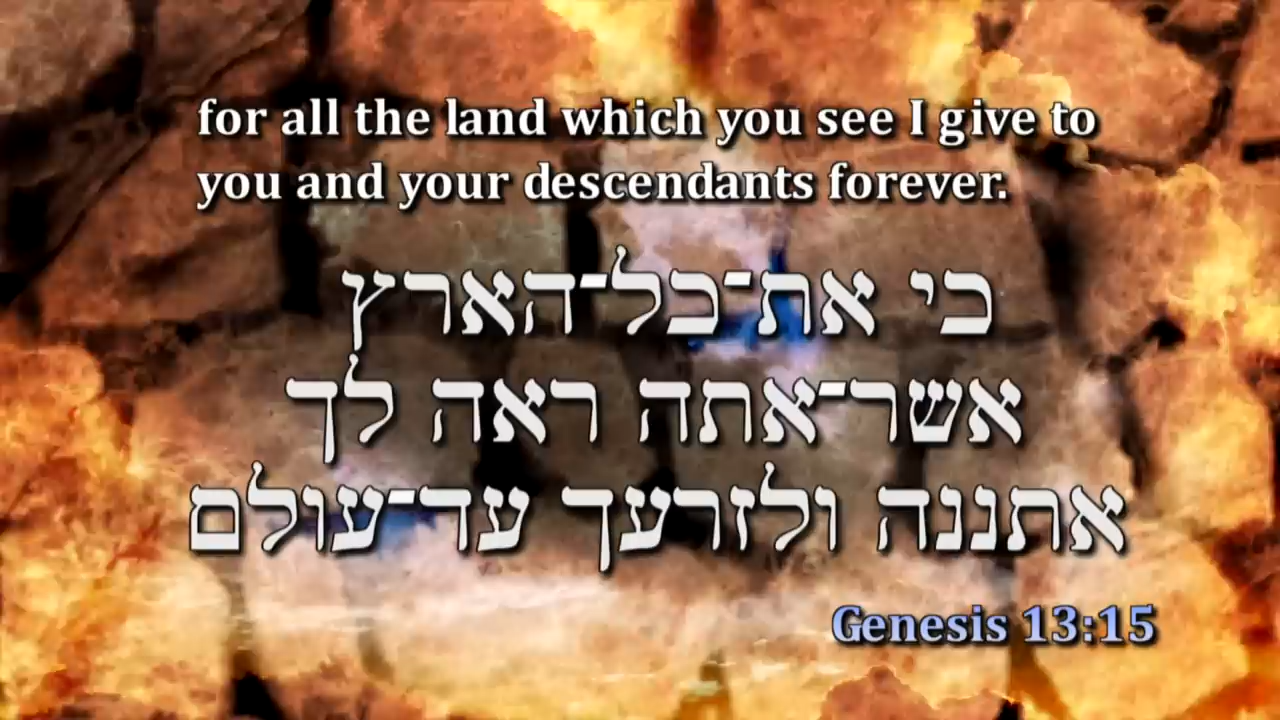 for all the land which you see I give to
you and your descendants forever.
כי את־כל־הארץ
אשר־אתה ראה לך
אתננה ולזרעך עד־עולם
Genesis 13:15